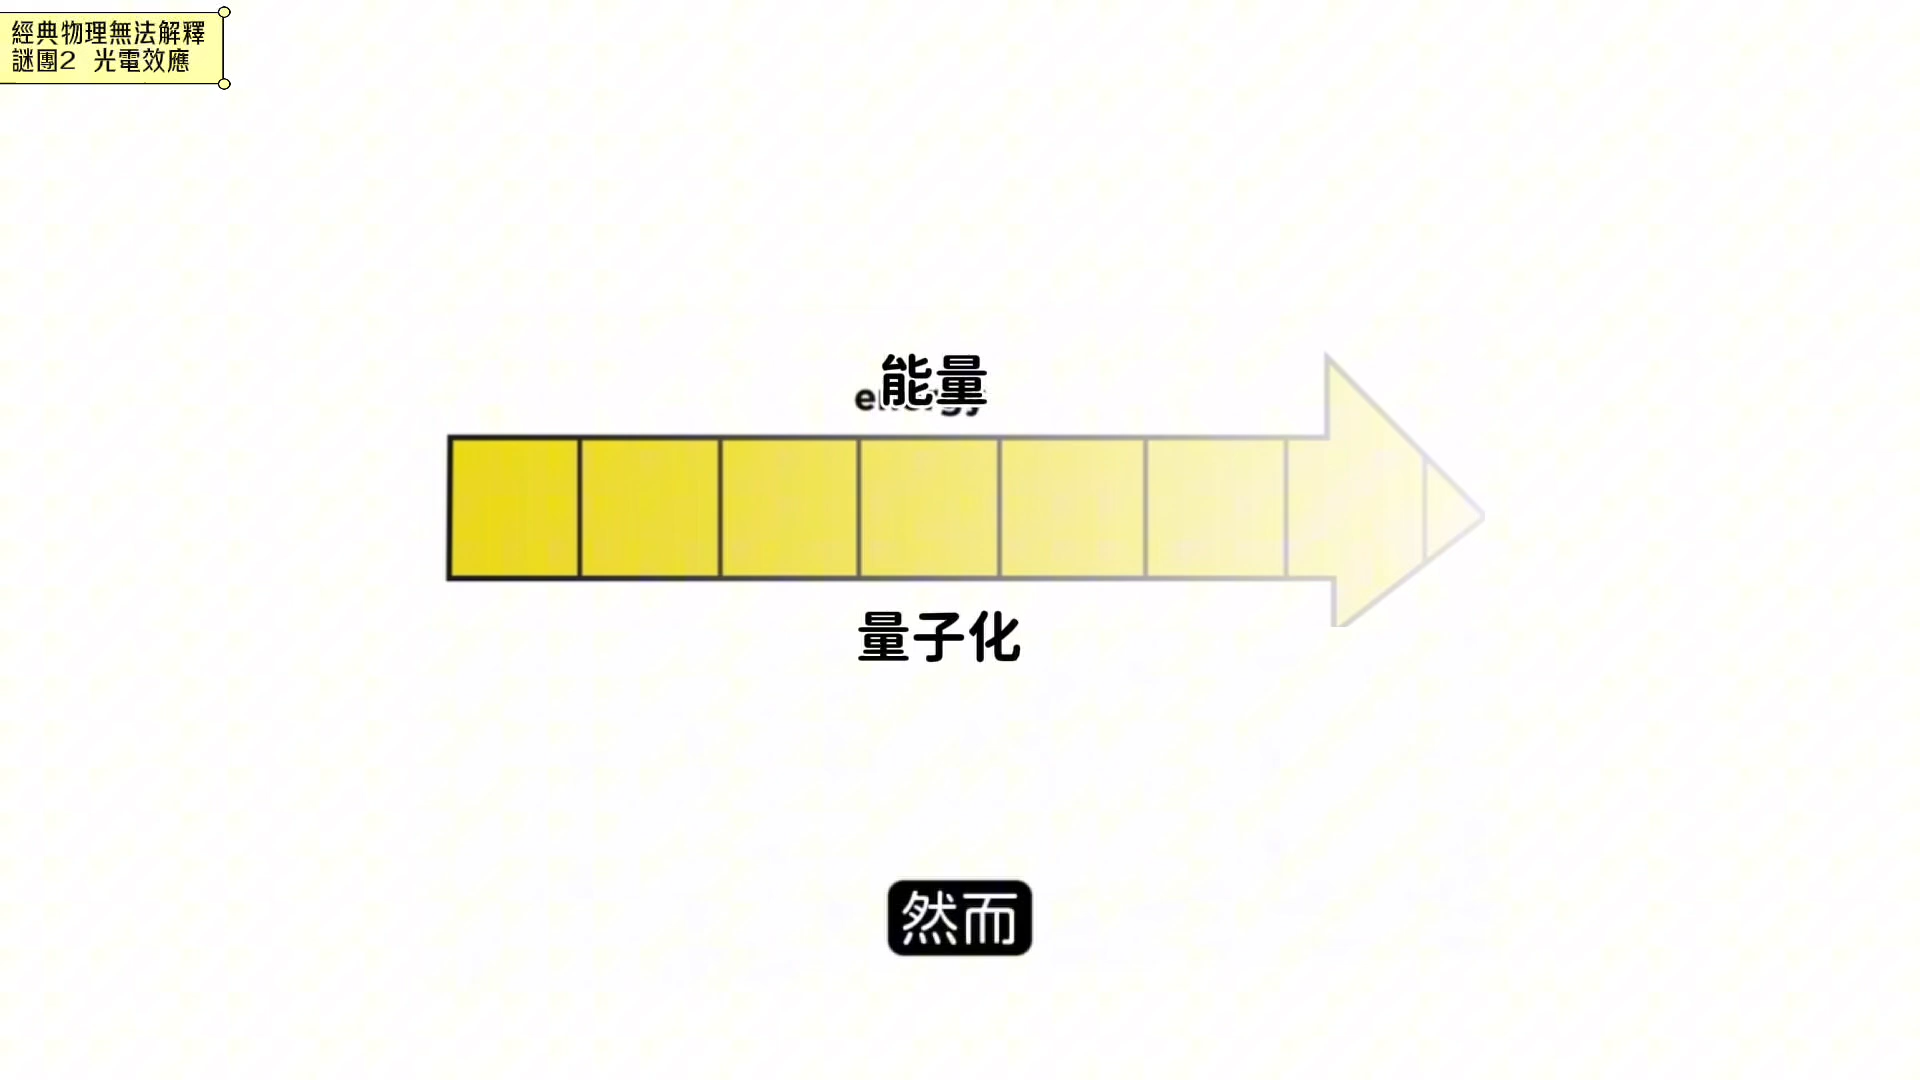 經典物理無法解釋
謎團2 光電效應
能量
量子化
然而